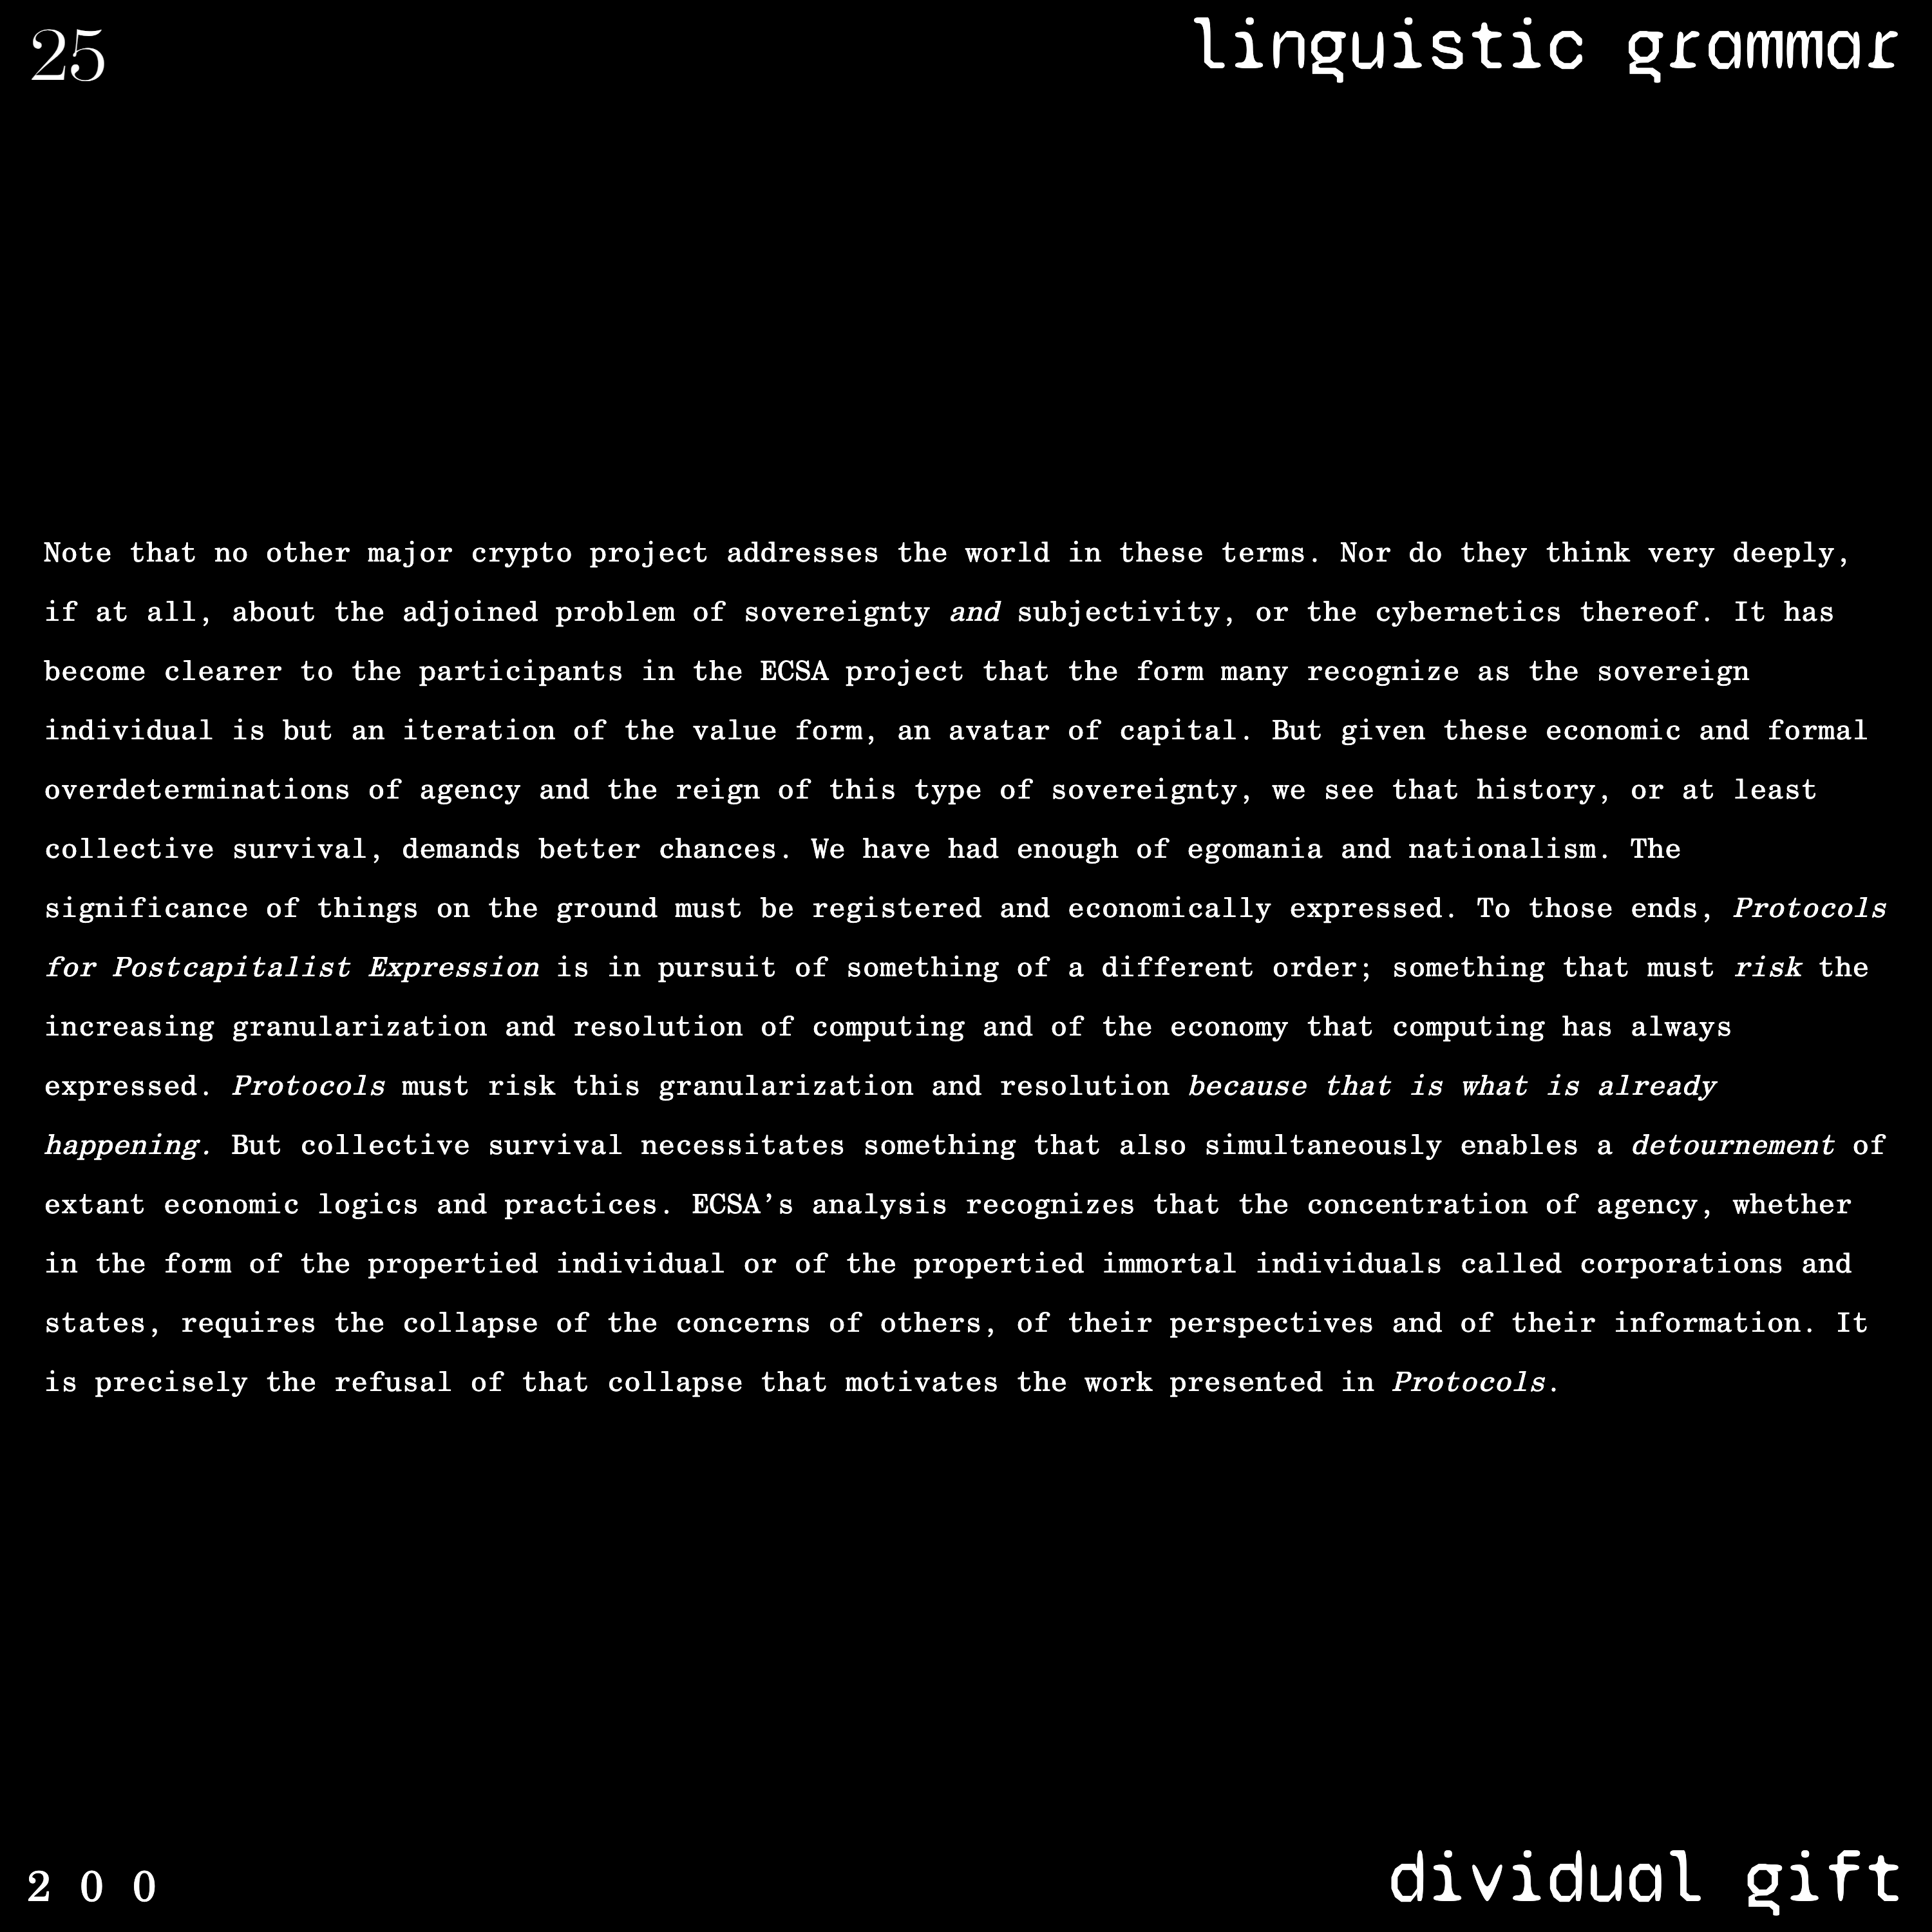 25
linguistic grammar
Note that no other major crypto project addresses the world in these terms. Nor do they think very deeply,
if at all, about the adjoined problem of sovereignty and subjectivity, or the cybernetics thereof. It has
become clearer to the participants in the ECSA project that the form many recognize as the sovereign
individual is but an iteration of the value form, an avatar of capital. But given these economic and formal
overdeterminations of agency and the reign of this type of sovereignty, we see that history, or at least
collective survival, demands better chances. We have had enough of egomania and nationalism. The
significance of things on the ground must be registered and economically expressed. To those ends, Protocols
for Postcapitalist Expression is in pursuit of something of a different order; something that must risk the
increasing granularization and resolution of computing and of the economy that computing has always
expressed. Protocols must risk this granularization and resolution because that is what is already
happening. But collective survival necessitates something that also simultaneously enables a detournement of
extant economic logics and practices. ECSA’s analysis recognizes that the concentration of agency, whether
in the form of the propertied individual or of the propertied immortal individuals called corporations and
states, requires the collapse of the concerns of others, of their perspectives and of their information. It
is precisely the refusal of that collapse that motivates the work presented in Protocols.
2 0 0
dividual gift